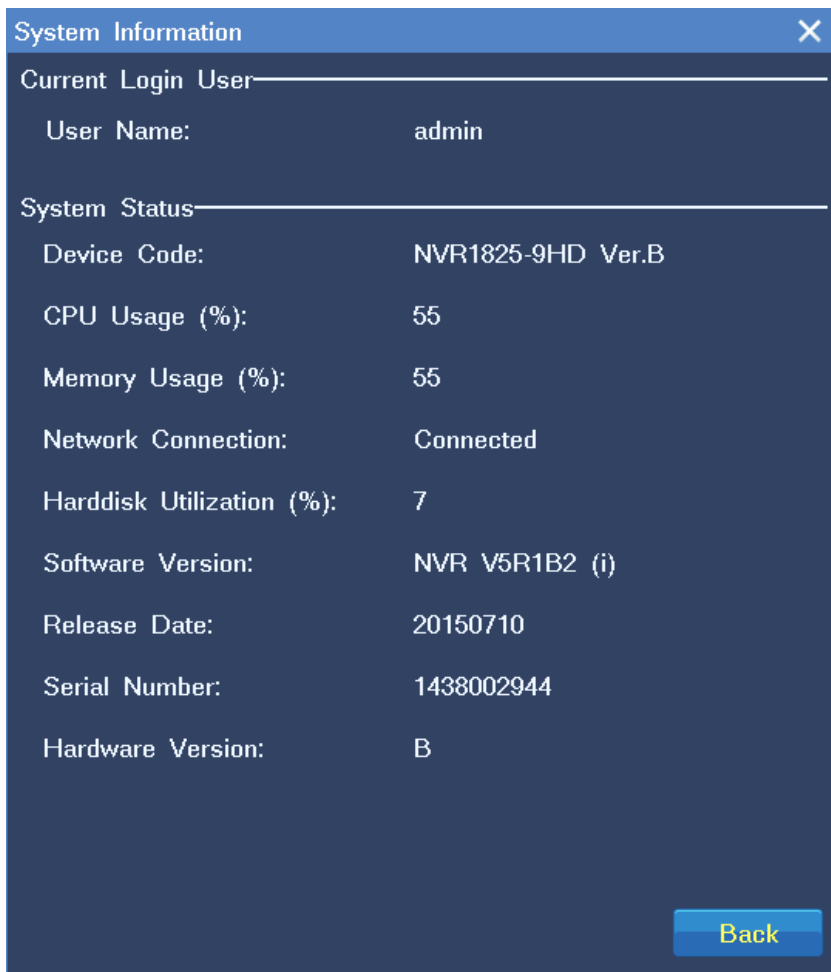 System Information
Current Login User
User Name: admin
System Status
Device Code: NVR1825-9HD Ver.B
CPU Usage (%): 55
Memory Usage (%): 55
Network Connection: Connected
Harddisk Utilization (%): 7
Software Version: NVR V5R1B2 (i)
Release Date: 20150710
Serial Number: 1438002944
Hardware Version: B
Back